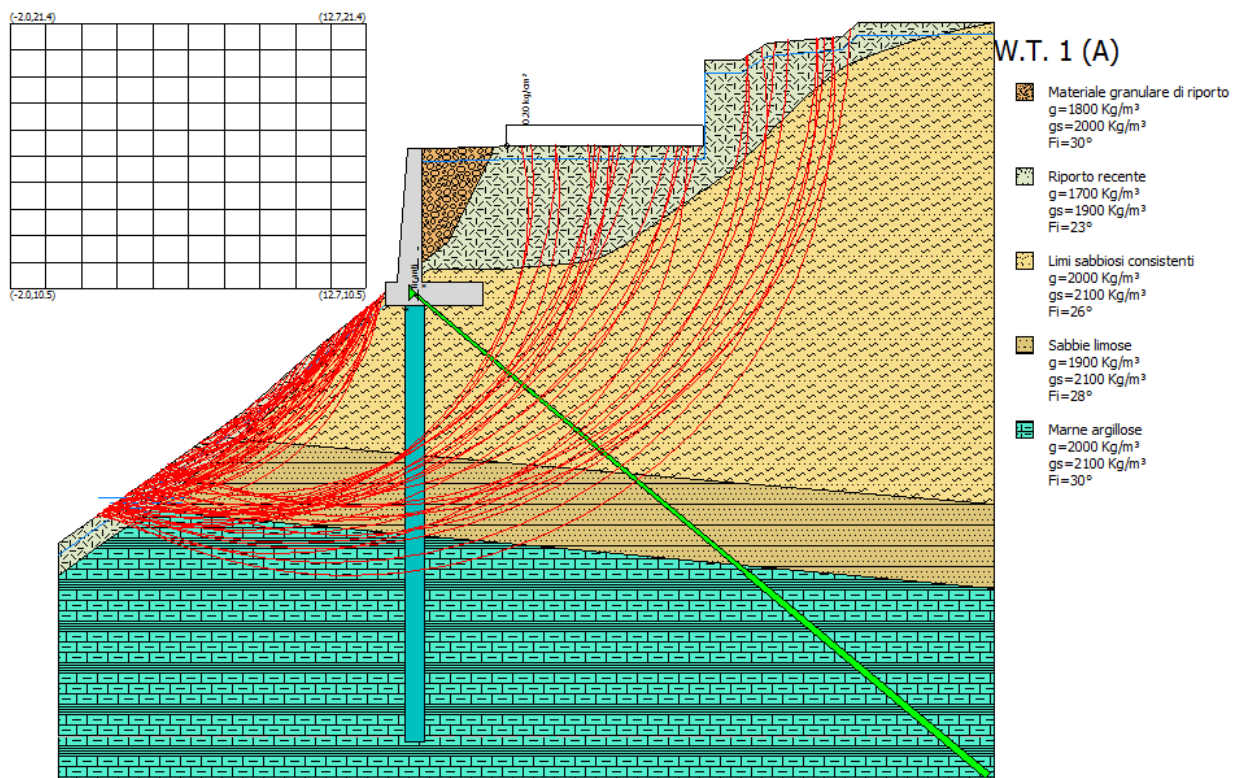 (-2.0,21.4)
(12.7,21.4)
(-2.0,10.5)
(12.7,10.5)
0.20 kg/cm²
W.T. 1 (A)
Materiale granulare di riporto
g=1800 Kg/m³
gs=2000 Kg/m³
Fi=30°
Riporto recente
g=1700 Kg/m³
gs=1900 Kg/m³
Fi=23°
Limi sabbiosi consistenti
g=2000 Kg/m³
gs=2100 Kg/m³
Fi=26°
Sabbie limose
g=1900 Kg/m³
gs=2100 Kg/m³
Fi=28°
Marne argillose
g=2000 Kg/m³
gs=2100 Kg/m³
Fi=30°